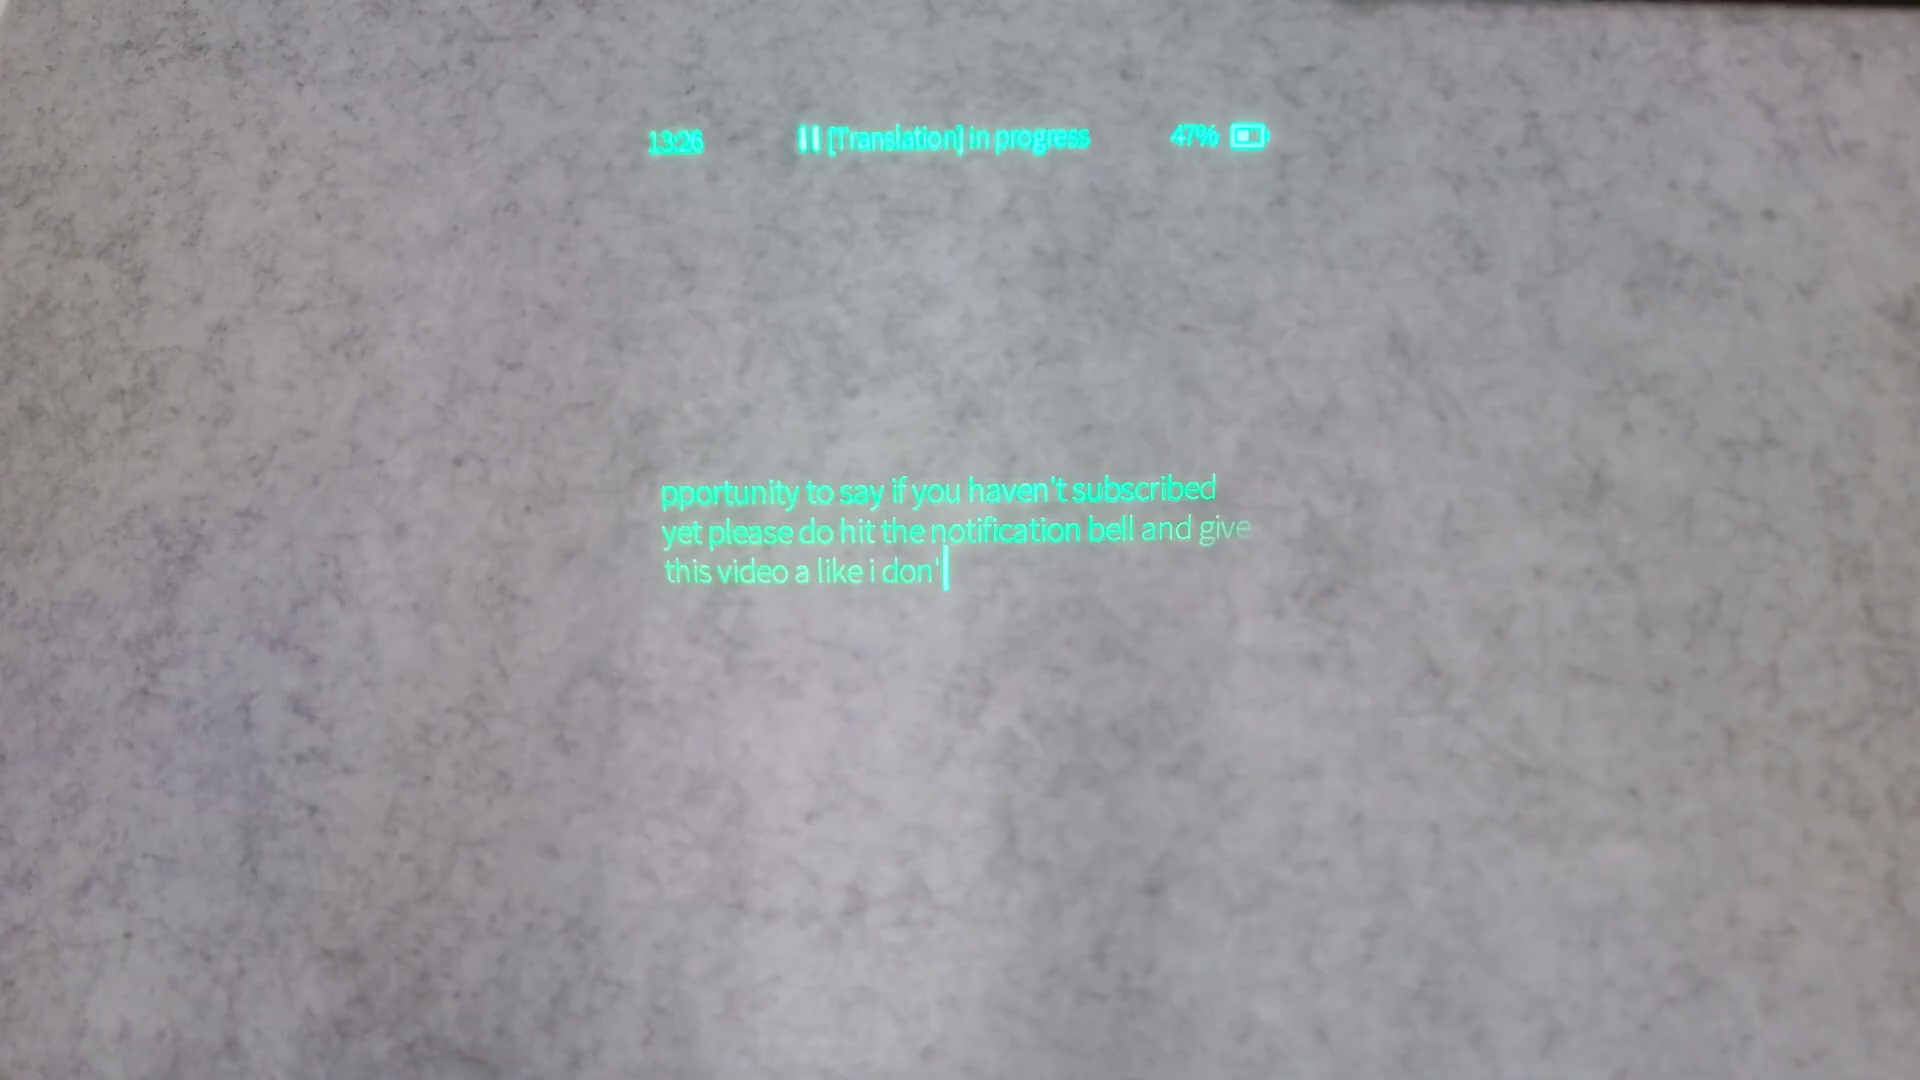 13:26
[Translation] in progress
47%
pportunity to say if you haven't subscribed
yet please do hit the notification bell and give
this video a like i don'